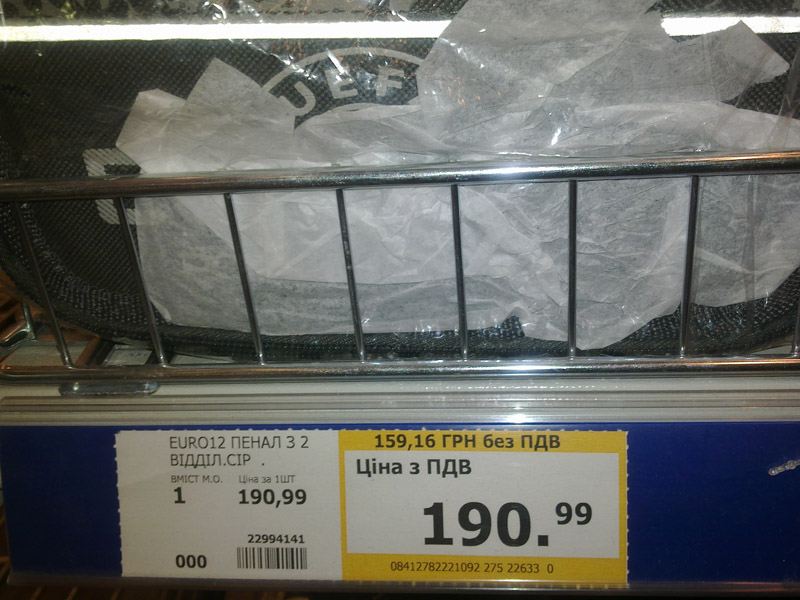 UEF
EURO12 ПЕНАЛ З 2
ВІДДІЛ.СІР .
ВМІСТ М.О. Ціна за 1ШТ
1 190,99
22994141
000
159,16 ГРН без ПДВ
Ціна з ПДВ
190.99
08412782221092 275 22633 0